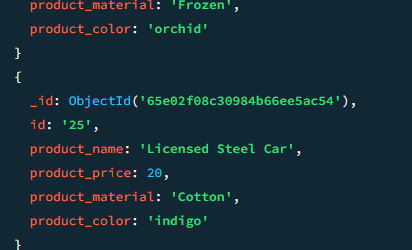 product_material: 'Frozen',
product_color: 'orchid'
}
{
_id: ObjectId('65e02f08c30984b66ee5ac54'),
id: '25',
product_name: 'Licensed Steel Car',
product_price: 20,
product_material: 'Cotton',
product_color: 'indigo'
}